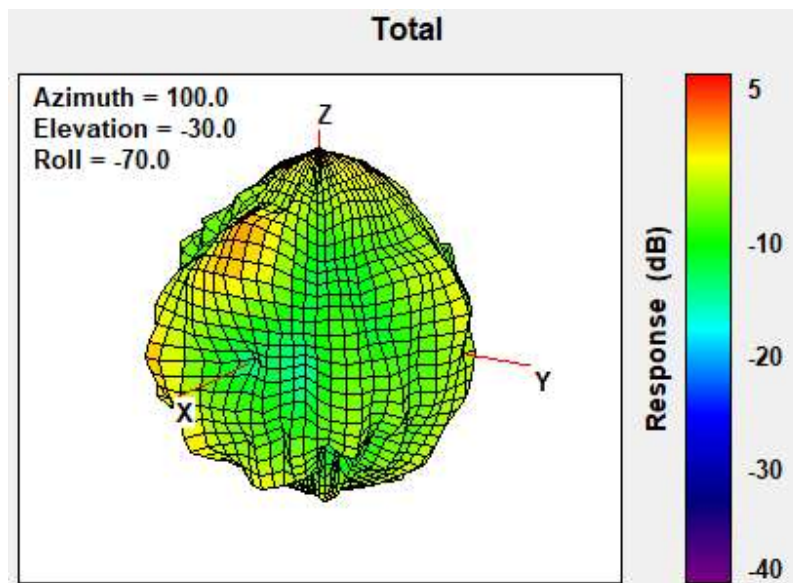 Total
Azimuth = 100.0
Elevation = -30.0
Roll = -70.0
Z
X
Y
Response (dB)
5
-10
-20
-30
-40